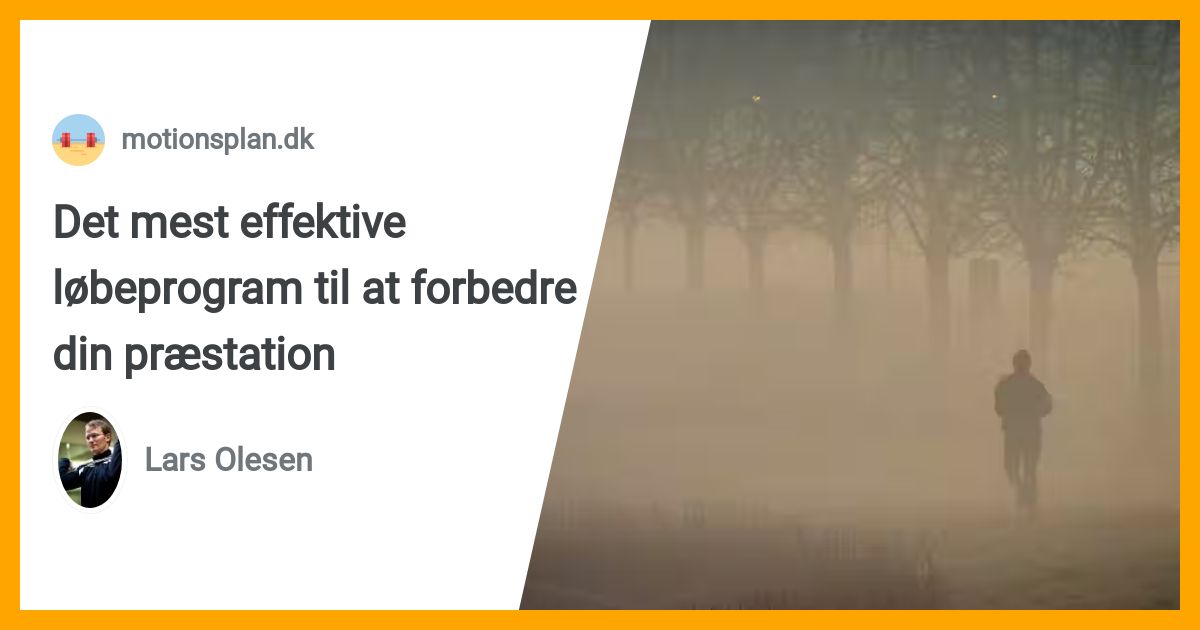 motionsplan.dk
Det mest effektive
løbeprogram til at forbedre
din præstation
Lars Olesen